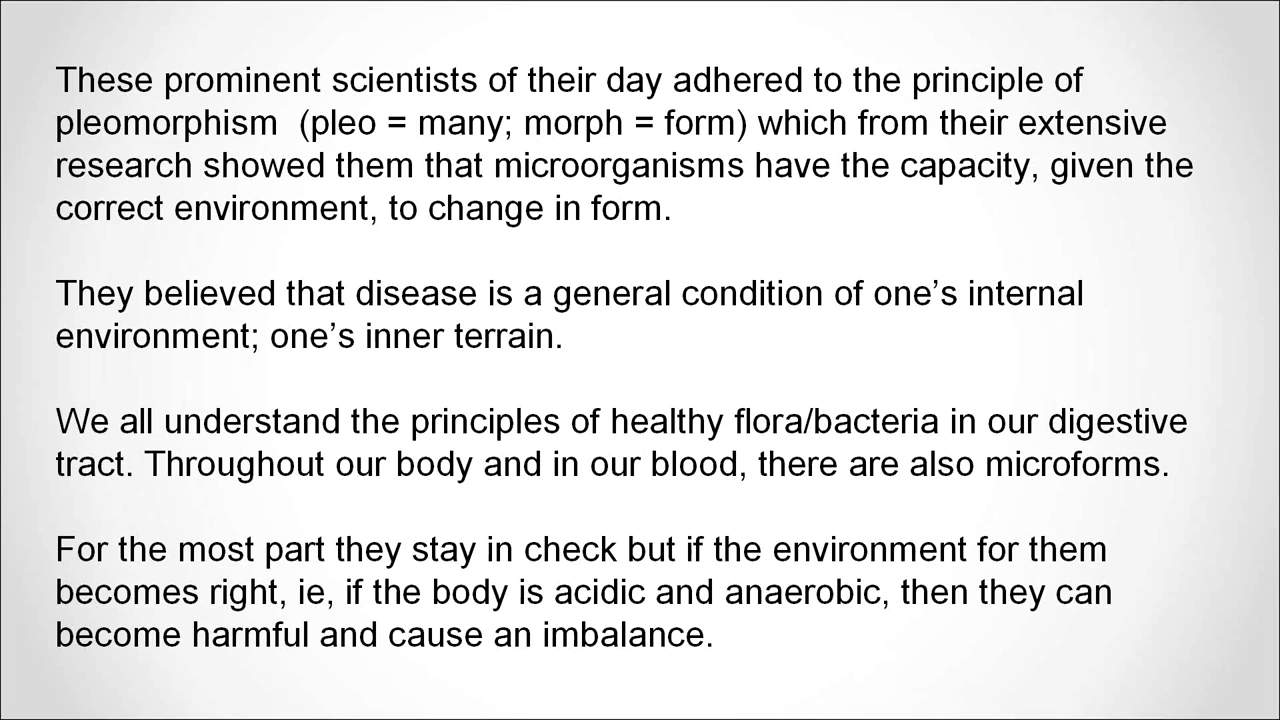 These prominent scientists of their day adhered to the principle of
pleomorphism  (pleo = many; morph = form) which from their extensive
research showed them that microorganisms have the capacity, given the
correct environment, to change in form.
They believed that disease is a general condition of one’s internal
environment; one’s inner terrain.
We all understand the principles of healthy flora/bacteria in our digestive
tract. Throughout our body and in our blood, there are also microforms.
For the most part they stay in check but if the environment for them
becomes right, ie, if the body is acidic and anaerobic, then they can
become harmful and cause an imbalance.